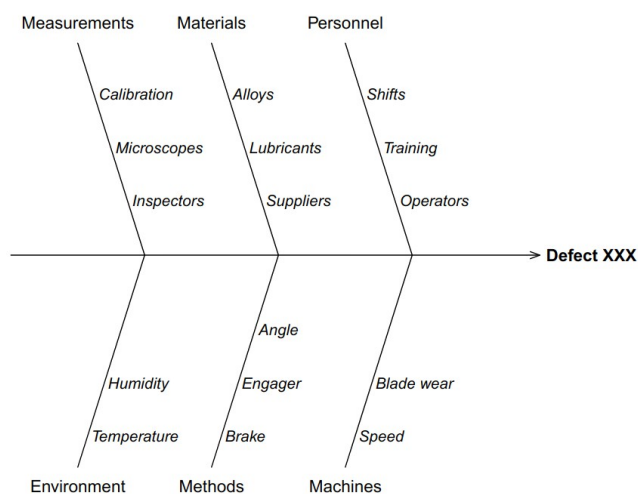 Measurements
Materials
Personnel
Calibration
Alloys
Shifts
Microscopes
Lubricants
Training
Inspectors
Suppliers
Operators
Defect XXX
Angle
Humidity
Engager
Blade wear
Temperature
Brake
Speed
Environment
Methods
Machines